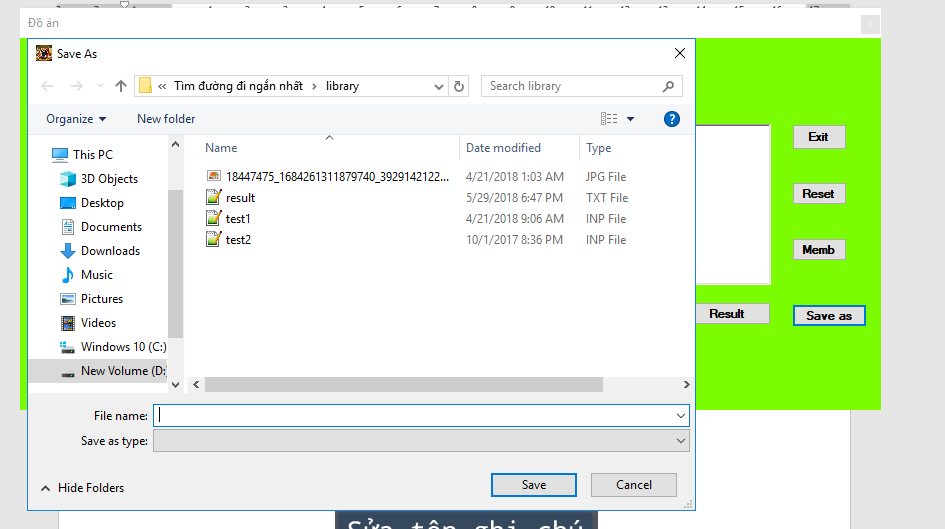 Đồ án
Save As
Tìm đường đi ngắn nhất › library
Search library
Organize
New folder
Name Date modified Type
This PC
3D Objects
Desktop
Documents
Downloads
Music
Pictures
Videos
Windows 10 (C:)
New Volume (D:
18447475_1684261311879740_3929142122... 4/21/2018 1:03 AM JPG File
result 5/29/2018 6:47 PM TXT File
test1 4/21/2018 9:06 AM INP File
test2 10/1/2017 8:36 PM INP File
Exit
Reset
Memb
Result
Save as
File name:
Save as type:
Hide Folders
Save
Cancel
Sửa tên ghi chú